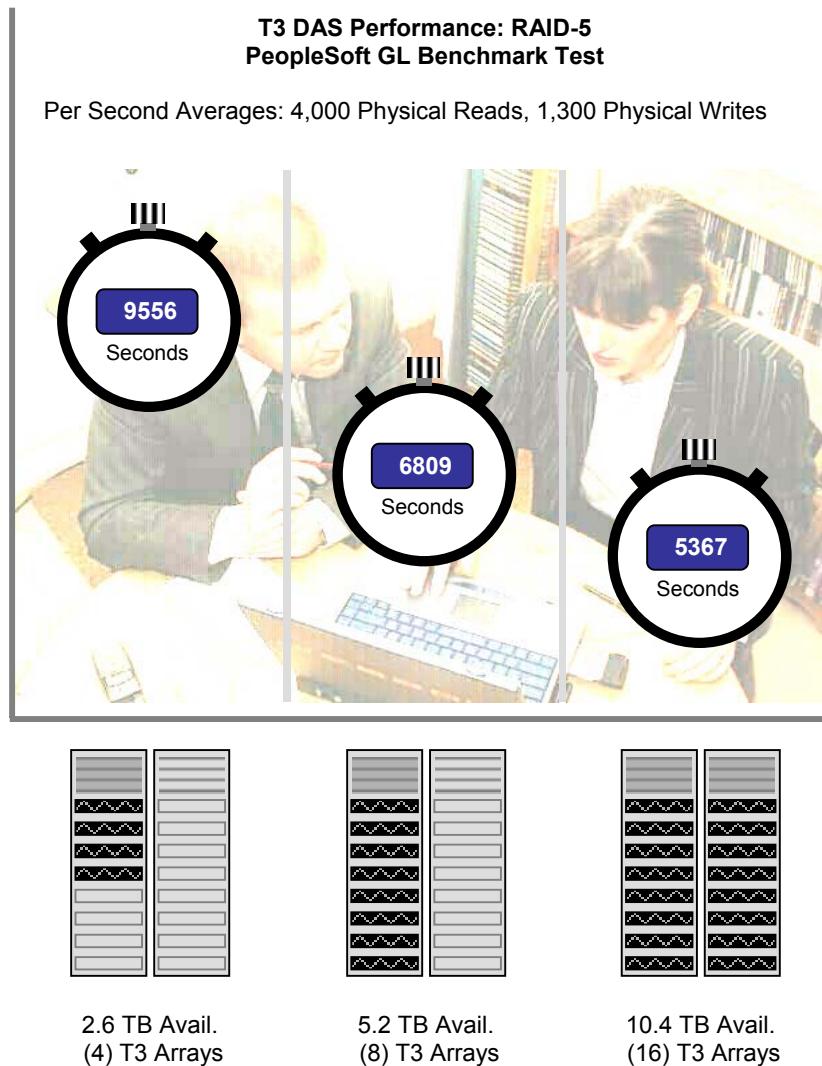 T3 DAS Performance: RAID-5
PeopleSoft GL Benchmark Test
Per Second Averages: 4,000 Physical Reads, 1,300 Physical Writes
9556
Seconds
6809
Seconds
5367
Seconds
2.6 TB Avail.
(4) T3 Arrays
5.2 TB Avail.
(8) T3 Arrays
10.4 TB Avail.
(16) T3 Arrays